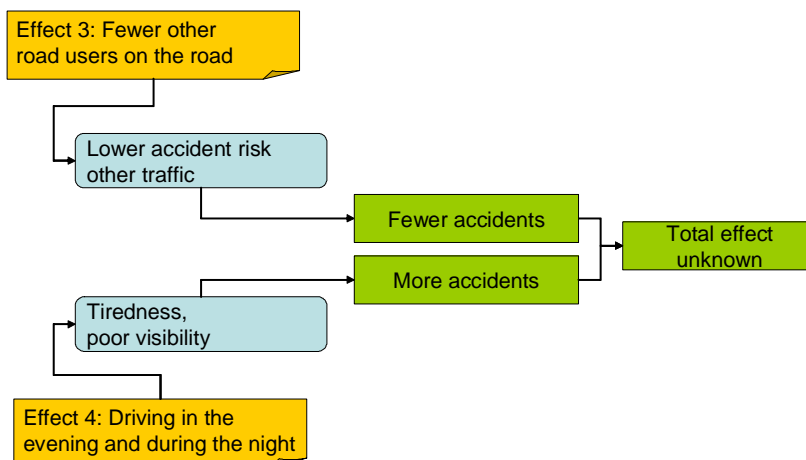 Effect 3: Fewer other
road users on the road
Lower accident risk
other traffic
Fewer accidents
Total effect
unknown
More accidents
Tiredness,
poor visibility
Effect 4: Driving in the
evening and during the night